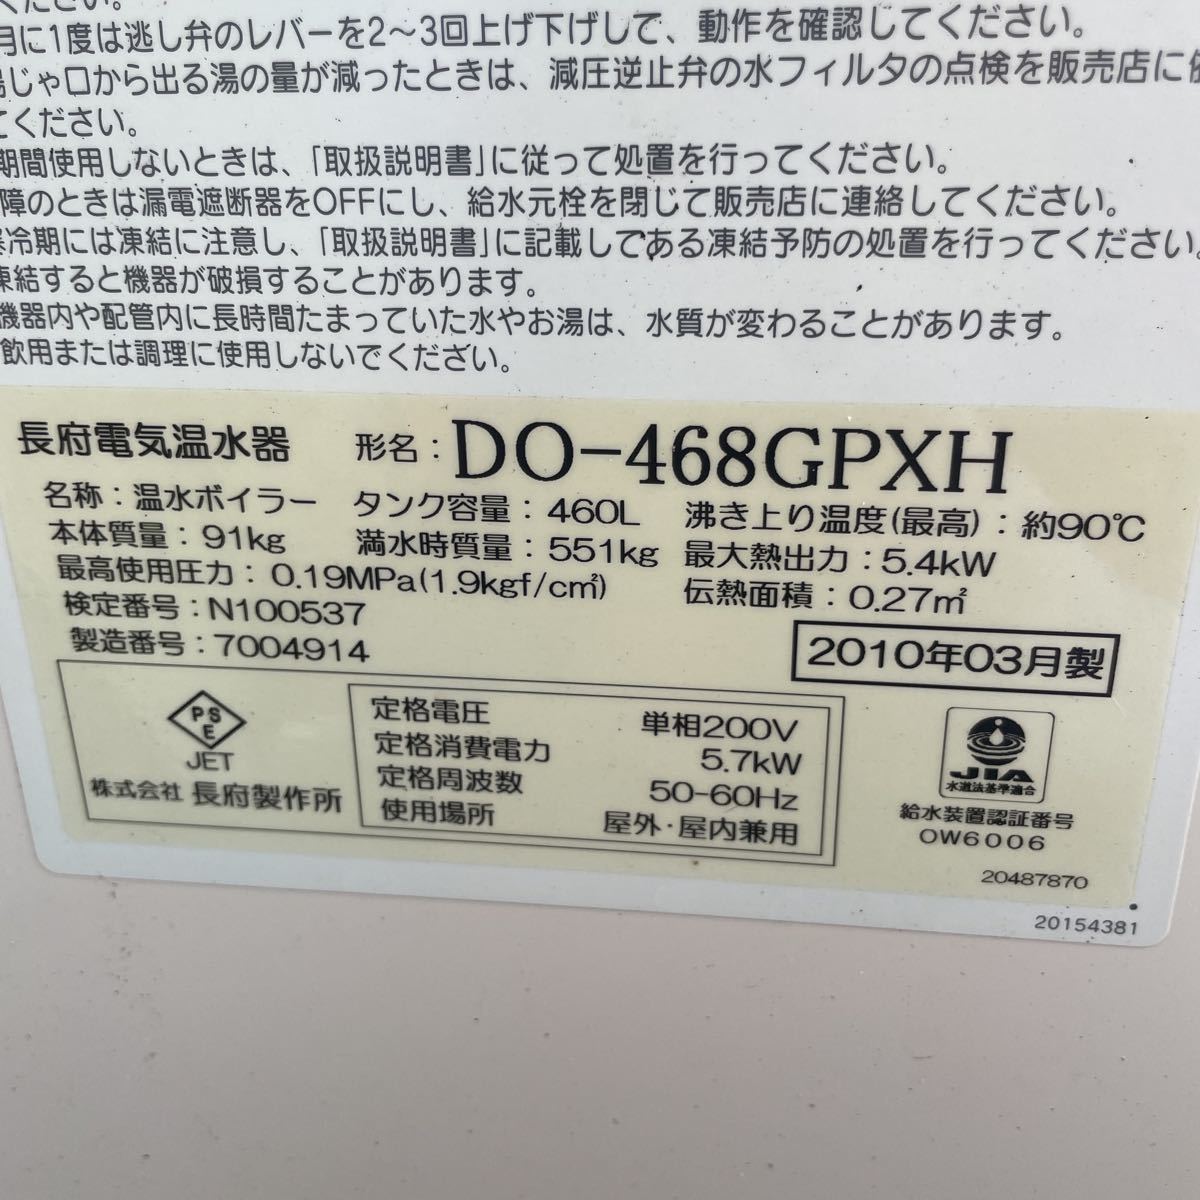 ください。
月に1度は逃し弁のレバーを2〜3回上げ下げして、動作を確認してください。
湯じゃ口から出る湯の量が減ったときは、減圧逆止弁の水フィルタの点検を販売店に依
てください。
期間使用しないときは、「取扱説明書」に従って処置を行ってください。
障のときは漏電遮断器をOFFにし、給水元栓を閉じて販売店に連絡してください。
寒冷期には凍結に注意し、「取扱説明書」に記載してある凍結予防の処置を行ってください。
凍結すると機器が破損することがあります。
機器内や配管内に長時間たまっていた水やお湯は、水質が変わることがあります。
飲用または調理に使用しないでください。
長府電気温水器 形名：DO-468GPXH
名称：温水ボイラー タンク容量：460L 沸き上り温度(最高)：約90℃
本体質量：91kg 満水時質量：551kg 最大熱出力：5.4kW
最高使用圧力：0.19MPa(1.9kgf/c㎡) 伝熱面積：0.27㎡
検定番号：N100537
製造番号：7004914
2010年03月製
PS
E
JET
株式会社 長府製作所
定格電圧 単相200V
定格消費電力 5.7kW
定格周波数 50-60Hz
使用場所 屋外·屋内兼用
JIA
水道法基準適合
給水装置認証番号
OW6006
20487870
20154381